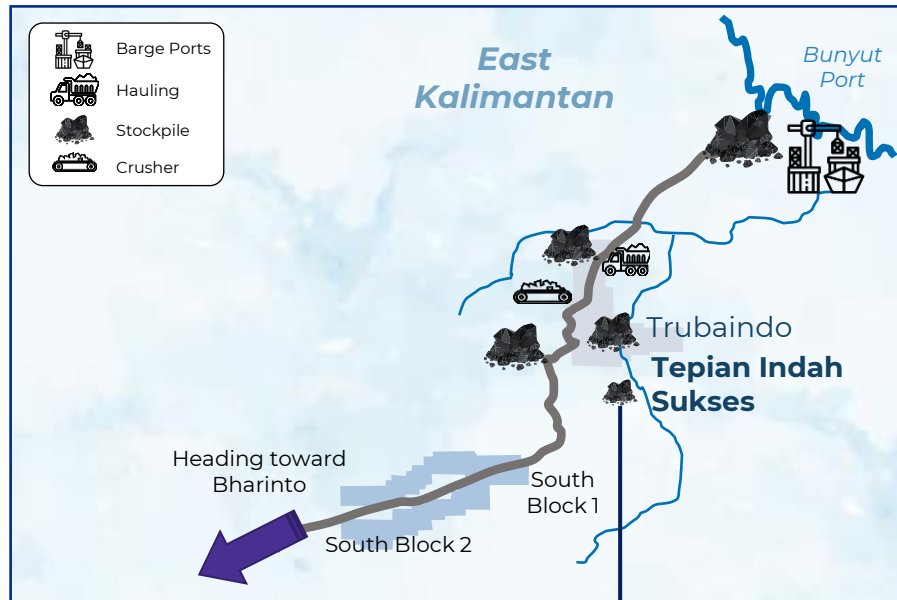 Barge Ports
Hauling
Stockpile
Crusher
East
Kalimantan
Bunyut
Port
Trubaindo
Tepian Indah
Sukses
Heading toward
Bharinto
South
Block 1
South Block 2